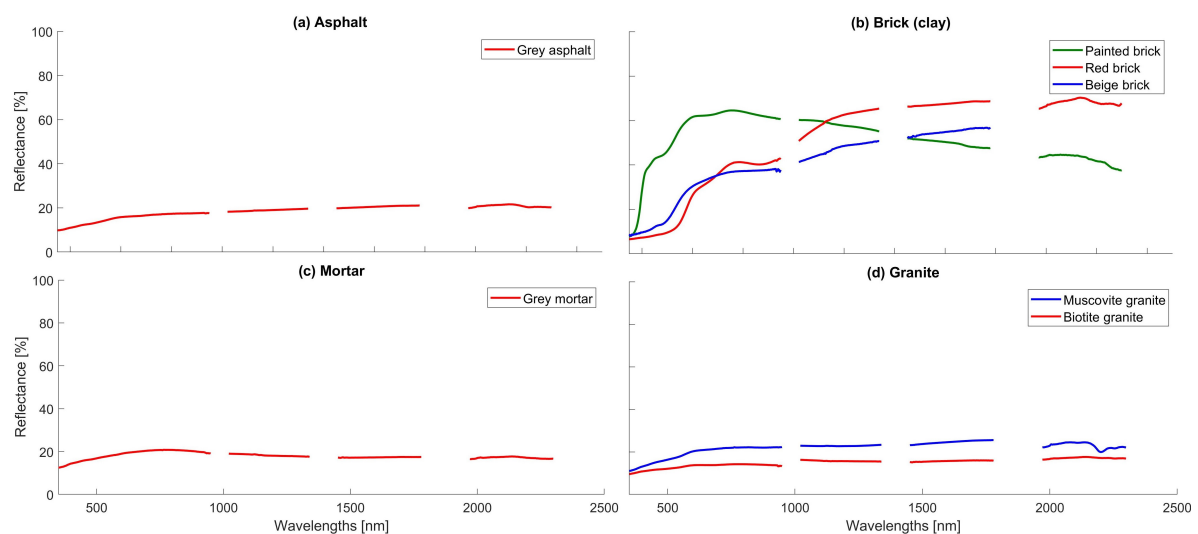 (a) Asphalt
100
80
60
40
20
0
Reflectance [%]
Grey asphalt
(b) Brick (clay)
Painted brick
Red brick
Beige brick
(c) Mortar
100
80
60
40
20
0
Reflectance [%]
Grey mortar
500
1000
1500
2000
2500
Wavelengths [nm]
(d) Granite
Muscovite granite
Biotite granite
500
1000
1500
2000
2500
Wavelengths [nm]